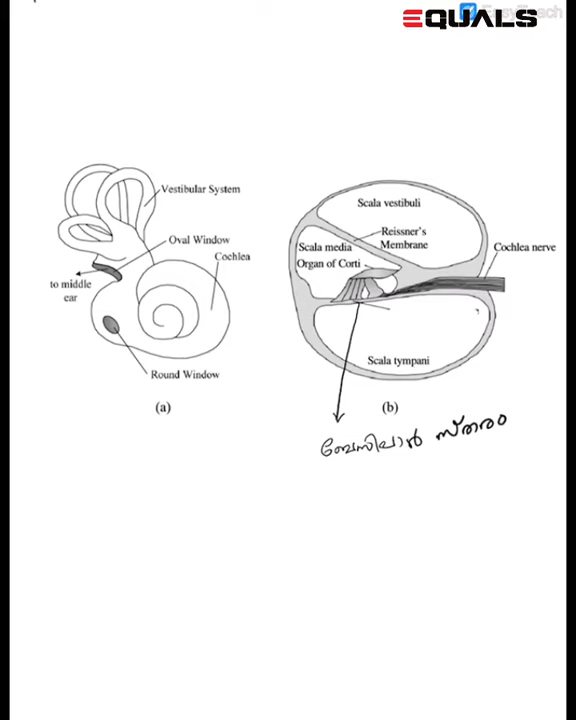 EQUALS
Vestibular System
Oval Window
Cochlea
to middle
ear
Round Window
(a)
Scala vestibuli
Reissner's
Membrane
Scala media
Organ of Corti
Cochlea nerve
Scala tympani
(b)
ബേസിലാർ സ്തരം